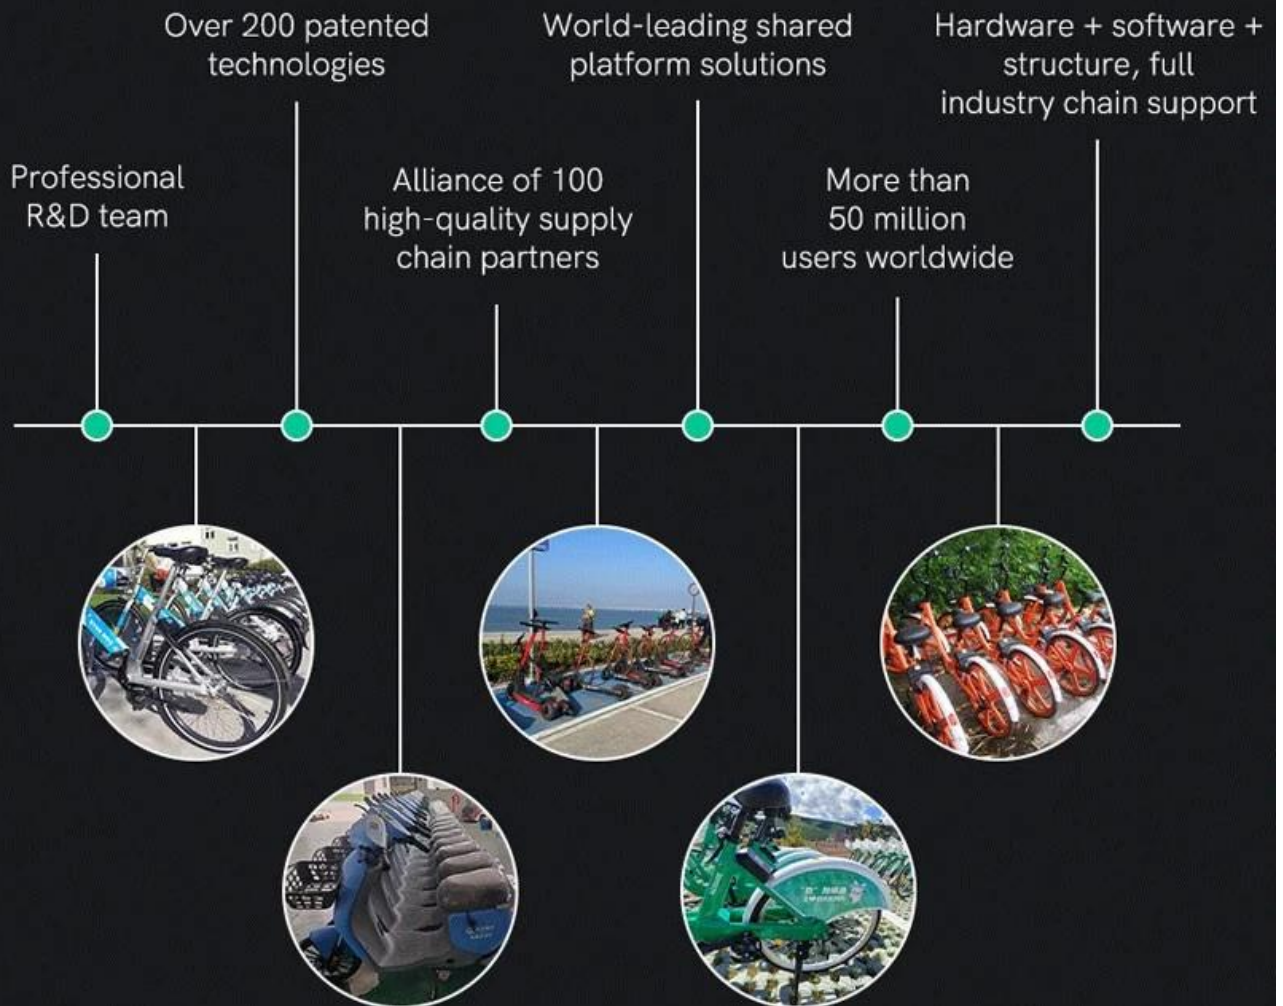 Over 200 patented
technologies
World-leading shared
platform solutions
Hardware + software +
structure, full
industry chain support
Professional
R&D team
Alliance of 100
high-quality supply
chain partners
More than
50 million
users worldwide